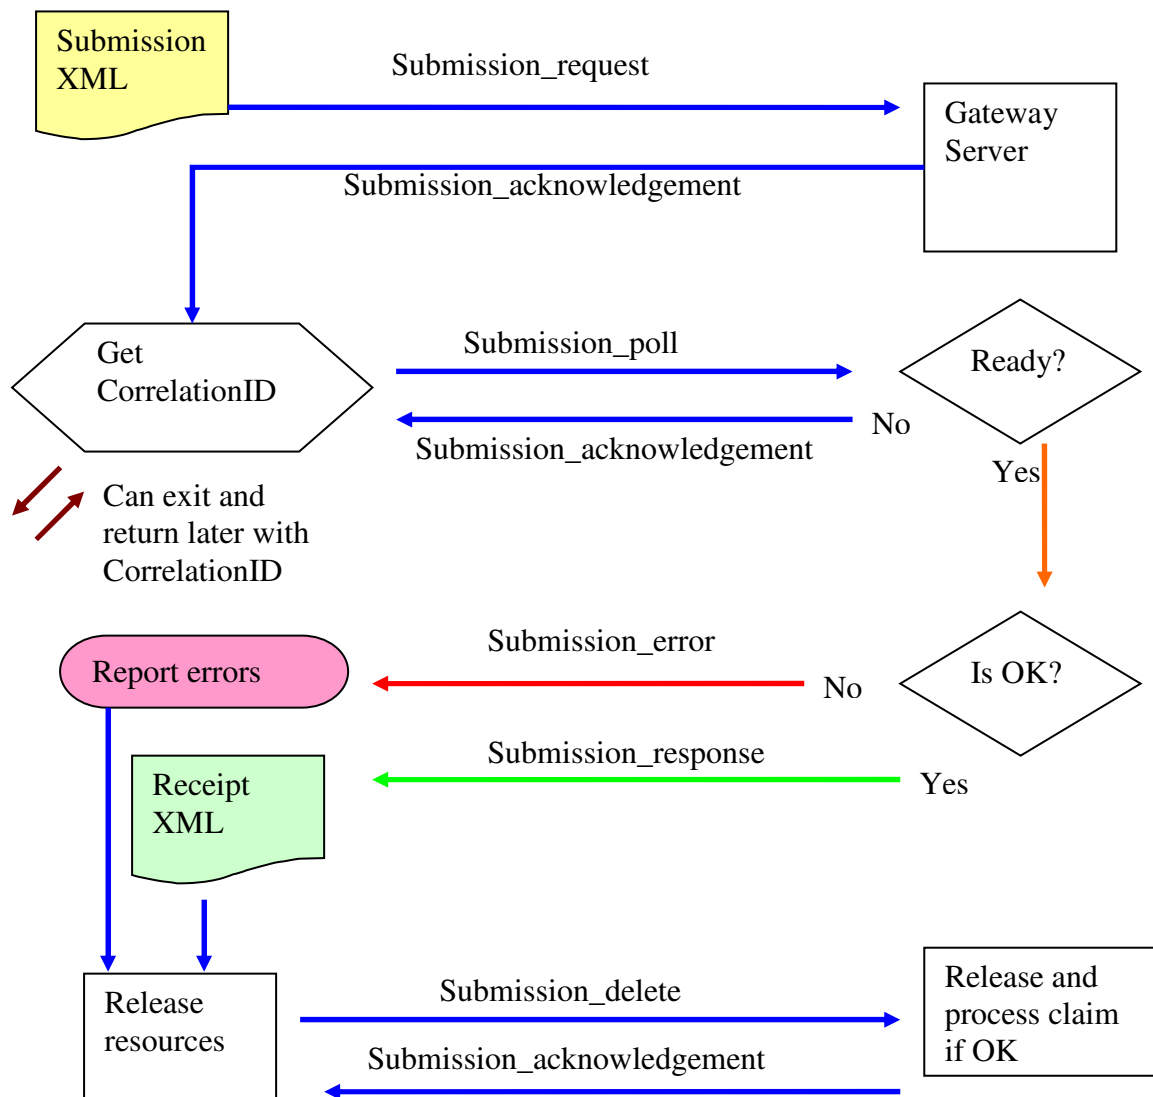 Submission
XML
Submission_request
Gateway
Server
Submission_acknowledgement
Get
CorrelationID
Submission_poll
Ready?
No
Submission_acknowledgement
Yes
Can exit and
return later with
CorrelationID
Submission_error
Report errors
No
Is OK?
Submission_response
Yes
Receipt
XML
Release
resources
Submission_delete
Release and
process claim
if OK
Submission_acknowledgement